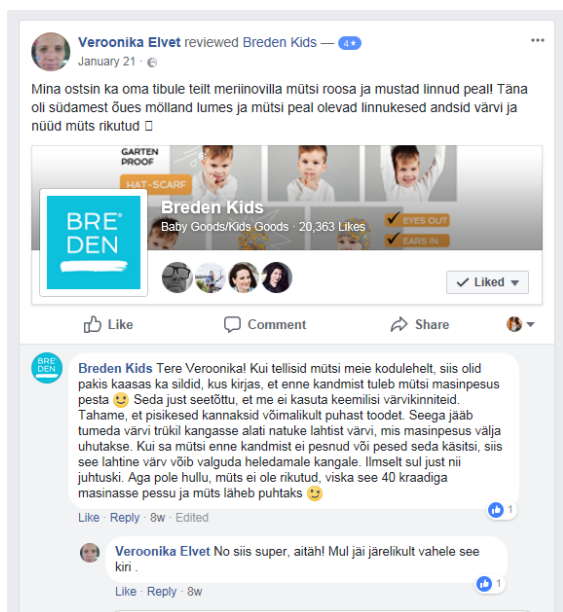 Veroonika Elvet reviewed Breden Kids — 4★
January 21 ·
Mina ostsin ka oma tibule teilt meriinovilla mütsi roosa ja mustad linnud peal! Täna
oli südamest õues mölland lumes ja mütsi peal olevad linnukesed andsid värvi ja
nüüd müts rikutud
GARTEN
PROOF
HAT-SCARF
BRE
DEN
Breden Kids
Baby Goods/Kids Goods · 20,363 Likes
EYES OUT
EARS IN
Liked
Like
Comment
Share
BRE
DEN
Breden Kids Tere Veroonika! Kui tellisid mütsi meie kodulehelt, siis olid
pakis kaasas ka sildid, kus kirjas, et enne kandmist tuleb mütsi masinpesus
pesta 😉 Seda just seetõttu, et me ei kasuta keemilisi värvikinniteid.
Tahame, et pisikesed kannaksid võimalikult puhast toodet. Seega jääb
tumeda värvi trükil kangasse alati natuke lahtist värvi, mis masinpesus välja
uhutakse. Kui sa mütsi enne kandmist ei pesnud või pesed seda käsitsi, siis
see lahtine värv võib valguda heledamale kangale. Ilmselt sul just nii
juhtuski. Aga pole hullu, müts ei ole rikutud, viska see 40 kraadiga
masinasse pessu ja müts läheb puhtaks 😉
Like · Reply · 8w · Edited
1
Veroonika Elvet No siis super, aitäh! Mul jäi järelikult vahele see
kiri .
Like · Reply · 8w
1